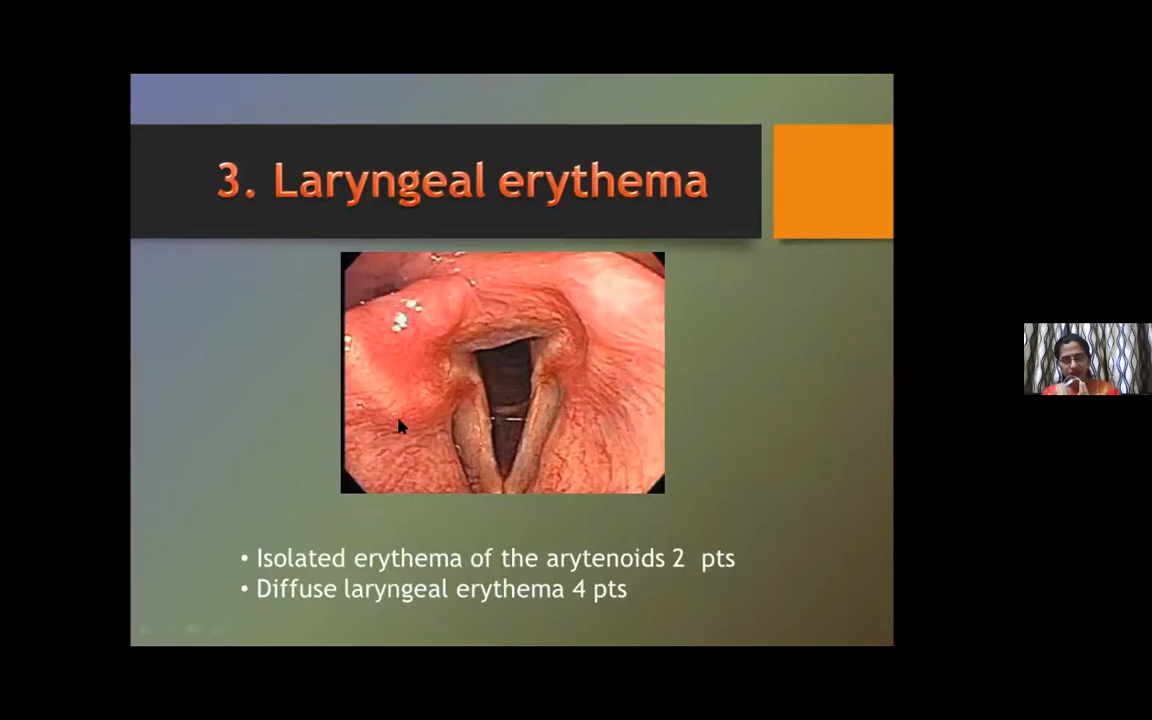 3. Laryngeal erythema
• Isolated erythema of the arytenoids 2 pts
• Diffuse laryngeal erythema 4 pts